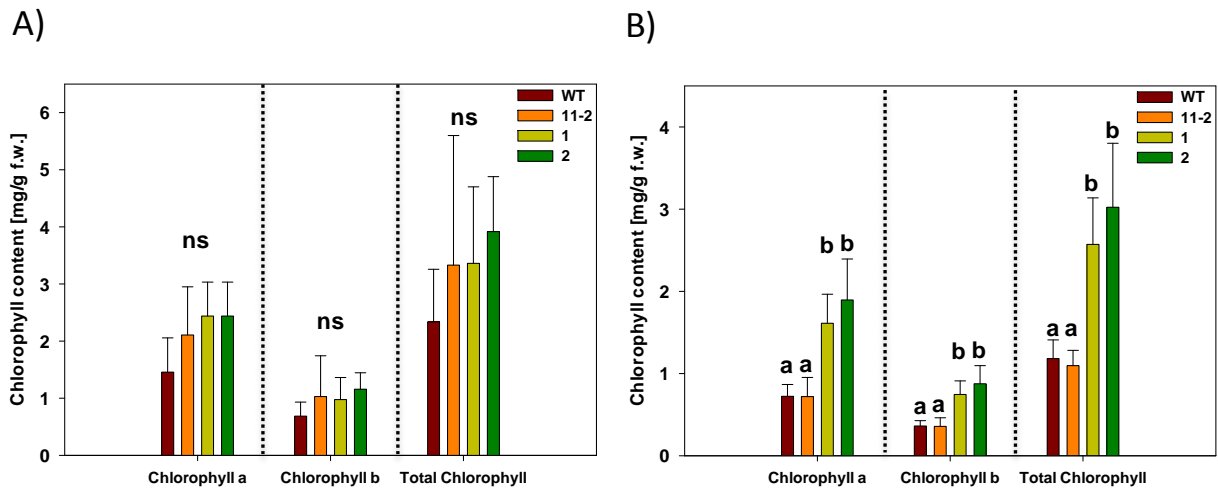 A)
Chlorophyll content [mg/g f.w.]
6
5
4
3
2
1
0
ns
ns
ns
WT
11-2
1
2
Chlorophyll a
Chlorophyll b
Total Chlorophyll
B)
Chlorophyll content [mg/g f.w.]
4
3
2
1
0
a a b b
a a b b
a a b b
WT
11-2
1
2
Chlorophyll a
Chlorophyll b
Total Chlorophyll